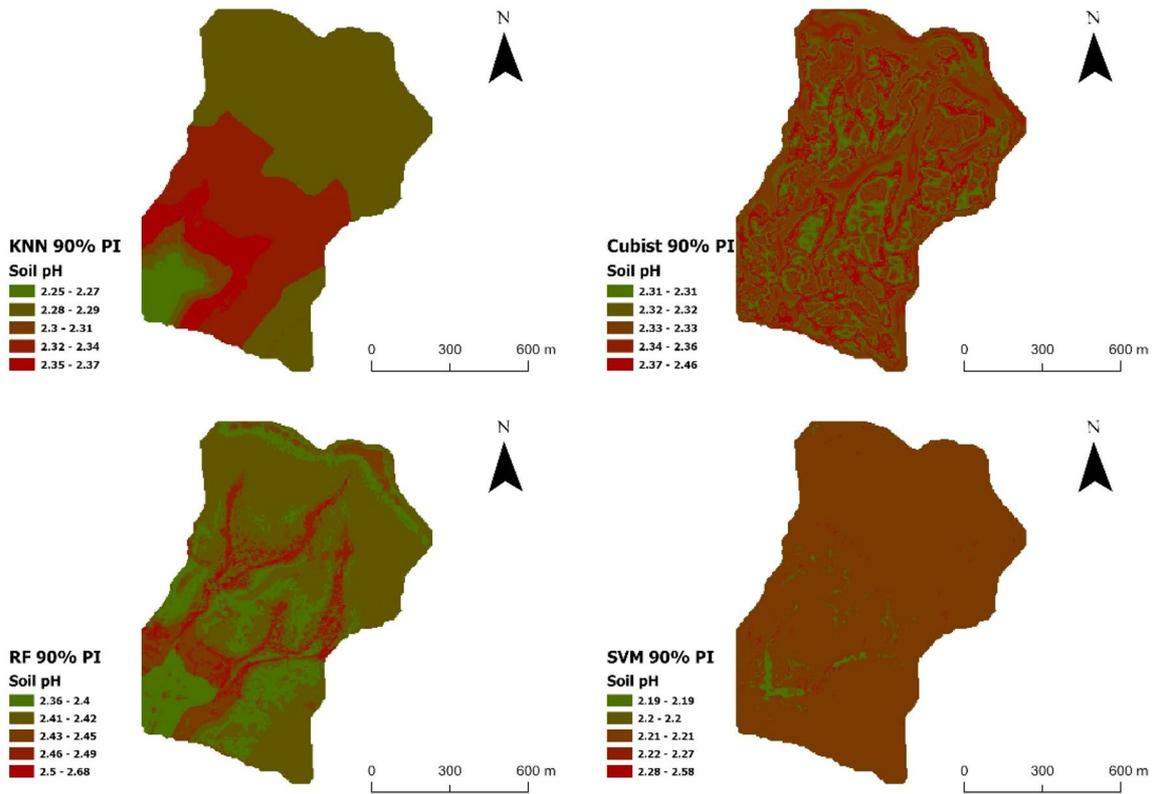 N
KNN 90% PI
Soil pH
2.25 - 2.27
2.28 - 2.29
2.3 - 2.31
2.32 - 2.34
2.35 - 2.37
0 300 600 m
N
Cubist 90% PI
Soil pH
2.31 - 2.31
2.32 - 2.32
2.33 - 2.33
2.34 - 2.36
2.37 - 2.46
0 300 600 m
N
RF 90% PI
Soil pH
2.36 - 2.4
2.41 - 2.42
2.43 - 2.45
2.46 - 2.49
2.5 - 2.68
0 300 600 m
N
SVM 90% PI
Soil pH
2.19 - 2.19
2.2 - 2.2
2.21 - 2.21
2.22 - 2.27
2.28 - 2.58
0 300 600 m